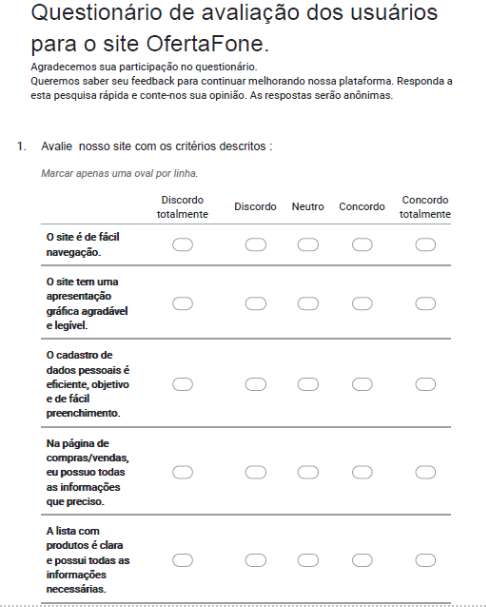 Questionário de avaliação dos usuários
para o site OfertaFone.
Agradecemos sua participação no questionário.
Queremos saber seu feedback para continuar melhorando nossa plataforma. Responda a
esta pesquisa rápida e conte-nos sua opinião. As respostas serão anônimas.
1. Avalie nosso site com os critérios descritos :
Marcar apenas uma oval por linha.
Discordo
totalmente
Discordo
Neutro
Concordo
Concordo
totalmente
O site é de fácil
navegação.
O site tem uma
apresentação
gráfica agradável
e legível.
O cadastro de
dados pessoais é
eficiente, objetivo
e de fácil
preenchimento.
Na página de
compras/vendas,
eu possuo todas
as informações
que preciso.
A lista com
produtos é clara
e possui todas as
informações
necessárias.